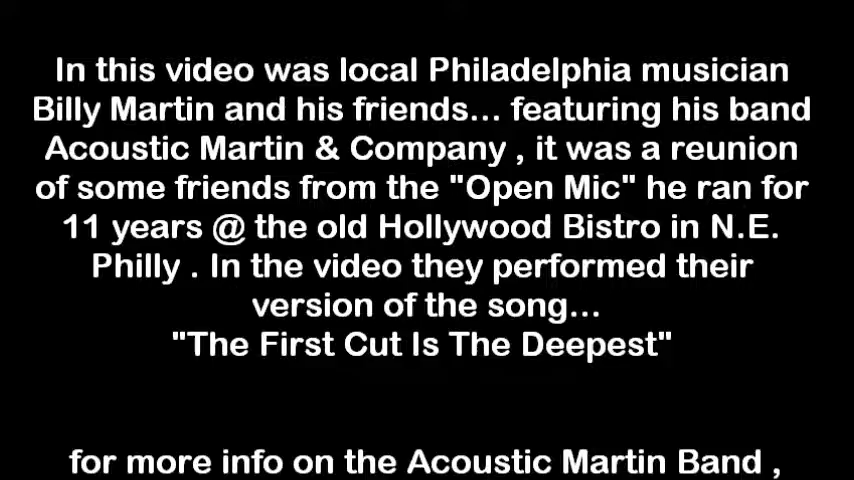 In this video was local Philadelphia musician
Billy Martin and his friends... featuring his band
Acoustic Martin & Company , it was a reunion
of some friends from the "Open Mic" he ran for
11 years @ the old Hollywood Bistro in N.E.
Philly . In the video they performed their
version of the song...
"The First Cut Is The Deepest"
for more info on the Acoustic Martin Band ,